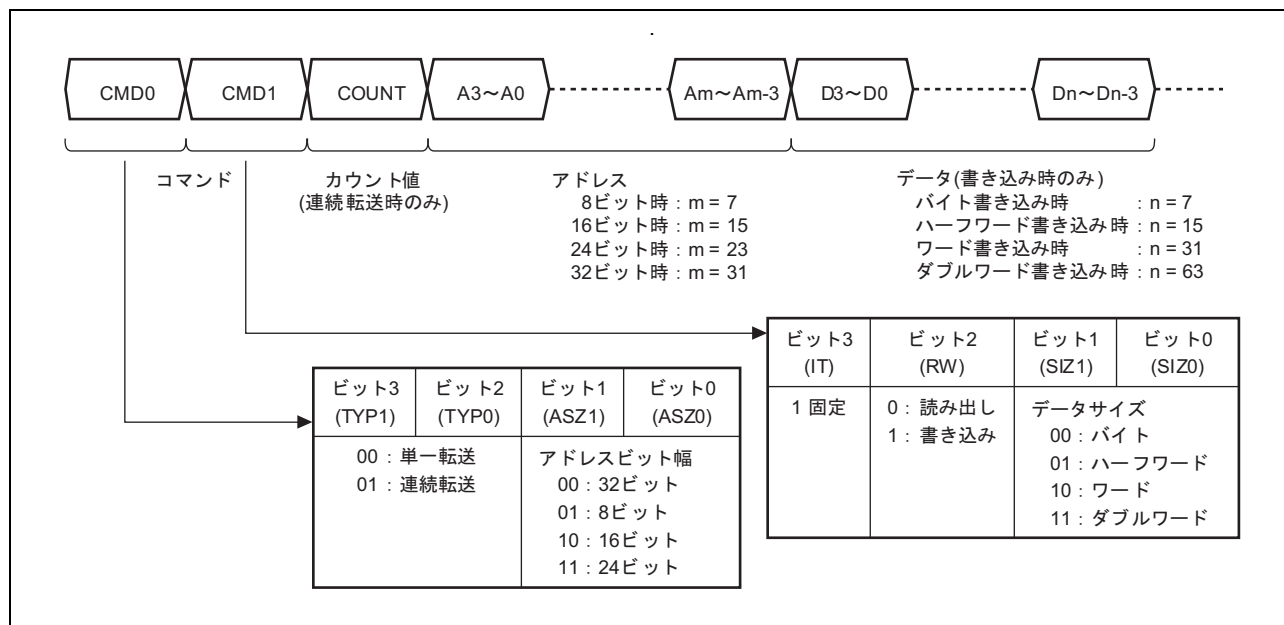 CMD0 CMD1 COUNT A3～A0 Am～Am-3 D3～D0 Dn～Dn-3
コマンド カウント値 アドレス データ(書き込み時のみ)
(連続転送時のみ) 8ビット時：m = 7 バイト書き込み時 ：n = 7
16ビット時：m = 15 ハーフワード書き込み時：n = 15
24ビット時：m = 23 ワード書き込み時 ：n = 31
32ビット時：m = 31 ダブルワード書き込み時：n = 63
ビット3 ビット2 ビット1 ビット0
(IT) (RW) (SIZ1) (SIZ0)
1 固定 0：読み出し データサイズ
1：書き込み 00：バイト
01：ハーフワード
10：ワード
11：ダブルワード
ビット3 ビット2 ビット1 ビット0
(TYP1) (TYP0) (ASZ1) (ASZ0)
00：単一転送 アドレスビット幅
01：連続転送 00：32ビット
01：8ビット
10：16ビット
11：24ビット